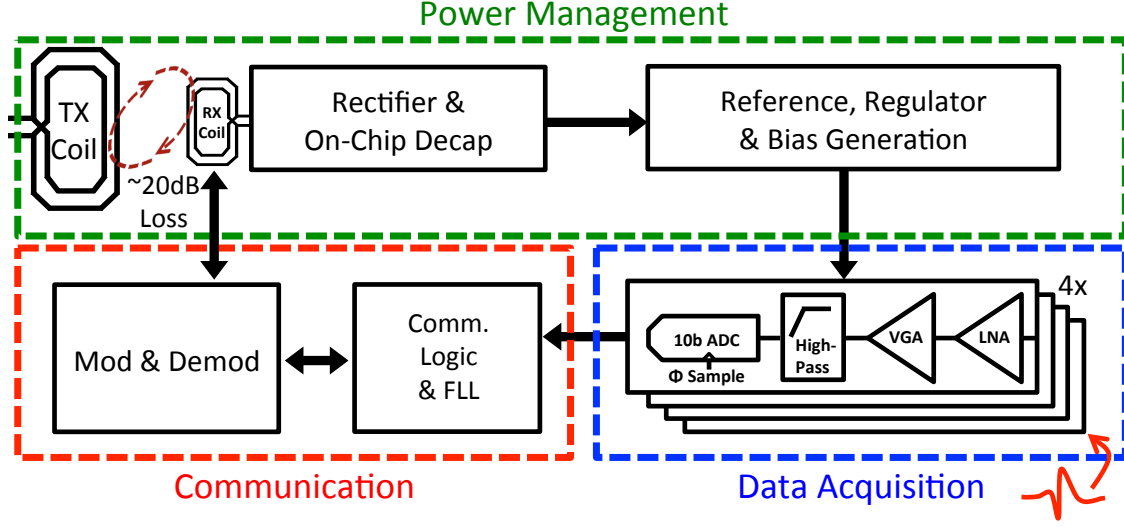 Power Management
TX
Coil
RX
Coil
~20dB
Loss
Rectifier &
On-Chip Decap
Reference, Regulator
& Bias Generation
Mod & Demod
Comm.
Logic
& FLL
4x
10b ADC
Φ Sample
High-
Pass
VGA
LNA
Communication
Data Acquisition